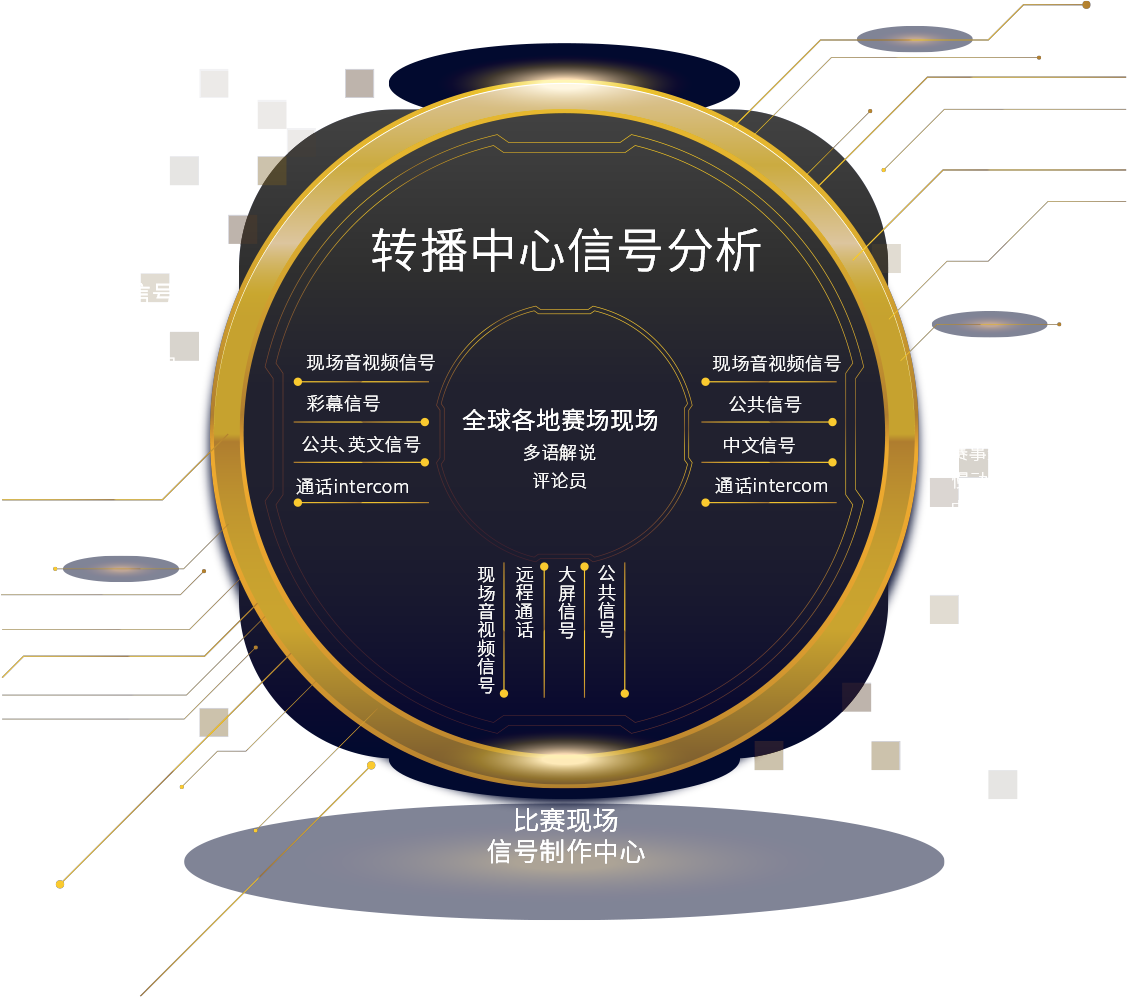 转播中心信号分析
现场音视频信号
彩幕信号
公共、英文信号
通话intercom
全球各地赛场现场
多语解说
评论员
现场音视频信号
公共信号
中文信号
通话intercom
现场音视频信号
远程通话
大屏信号
公共信号
比赛现场
信号制作中心
信号
赛事